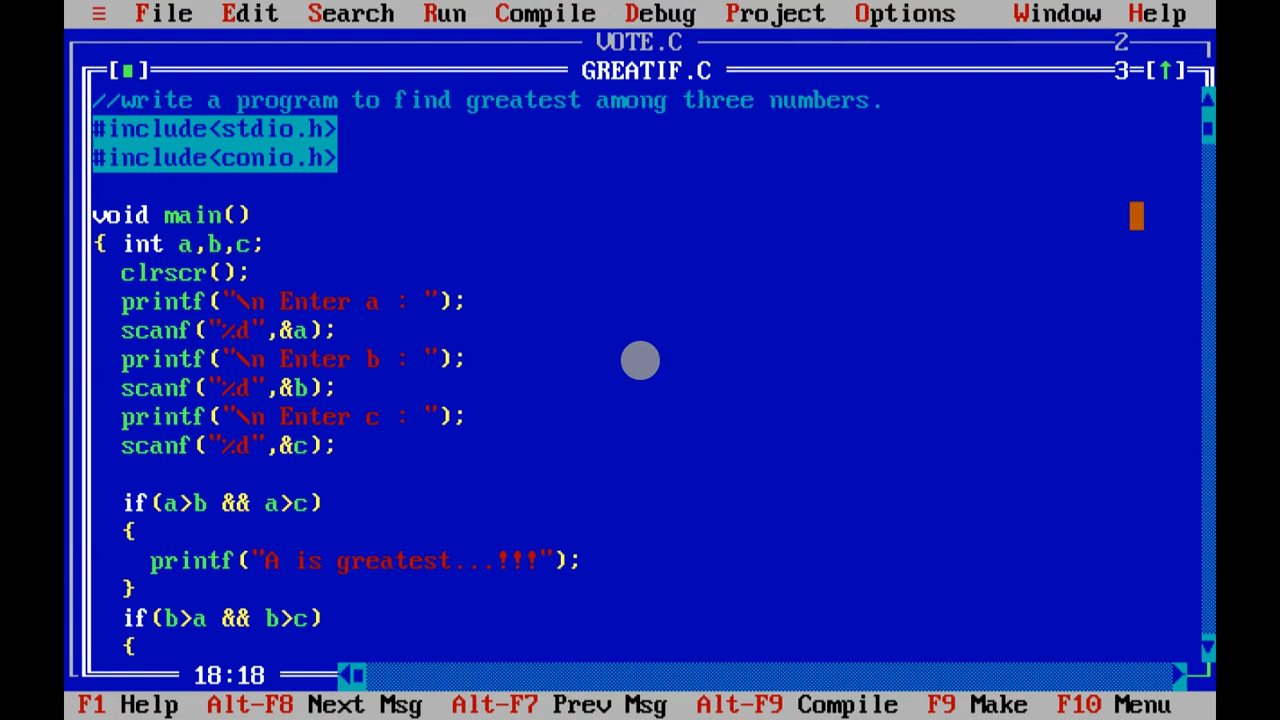 ≡ File Edit Search Run Compile Debug Project Options Window Help
VOTE.C 2
[■] GREATIF.C 3=[↑]
//write a program to find greatest among three numbers.
#include<stdio.h>
#include<conio.h>
void main()
{ int a,b,c;
clrscr();
printf("\n Enter a : ");
scanf("%d",&a);
printf("\n Enter b : ");
scanf("%d",&b);
printf("\n Enter c : ");
scanf("%d",&c);
if(a>b && a>c)
{
printf("A is greatest...!!!");
}
if(b>a && b>c)
{
18:18
F1 Help Alt-F8 Next Msg Alt-F7 Prev Msg Alt-F9 Compile F9 Make F10 Menu